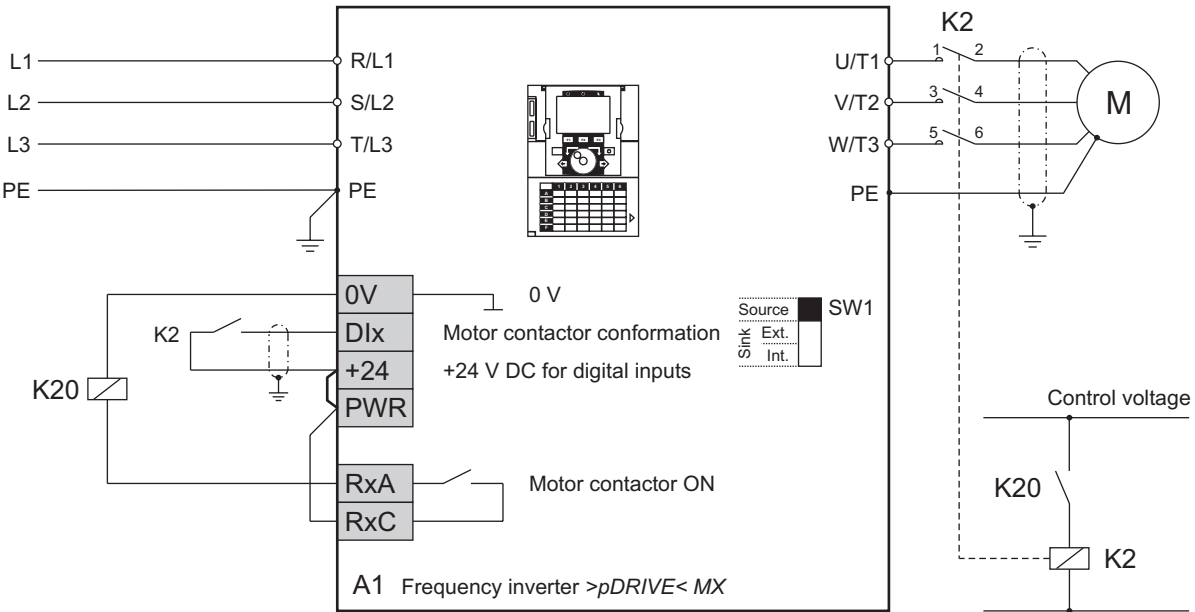 K2
L1
R/L1
U/T1
1
2
L2
S/L2
V/T2
3
4
M
L3
T/L3
W/T3
5
6
PE
PE
PE
0V
0 V
Source
SW1
K2
DIx
Motor contactor conformation
Sink
Ext.
+24
+24 V DC for digital inputs
Int.
K20
PWR
Control voltage
RxA
Motor contactor ON
K20
RxC
K2
A1 Frequency inverter >pDRIVE< MX